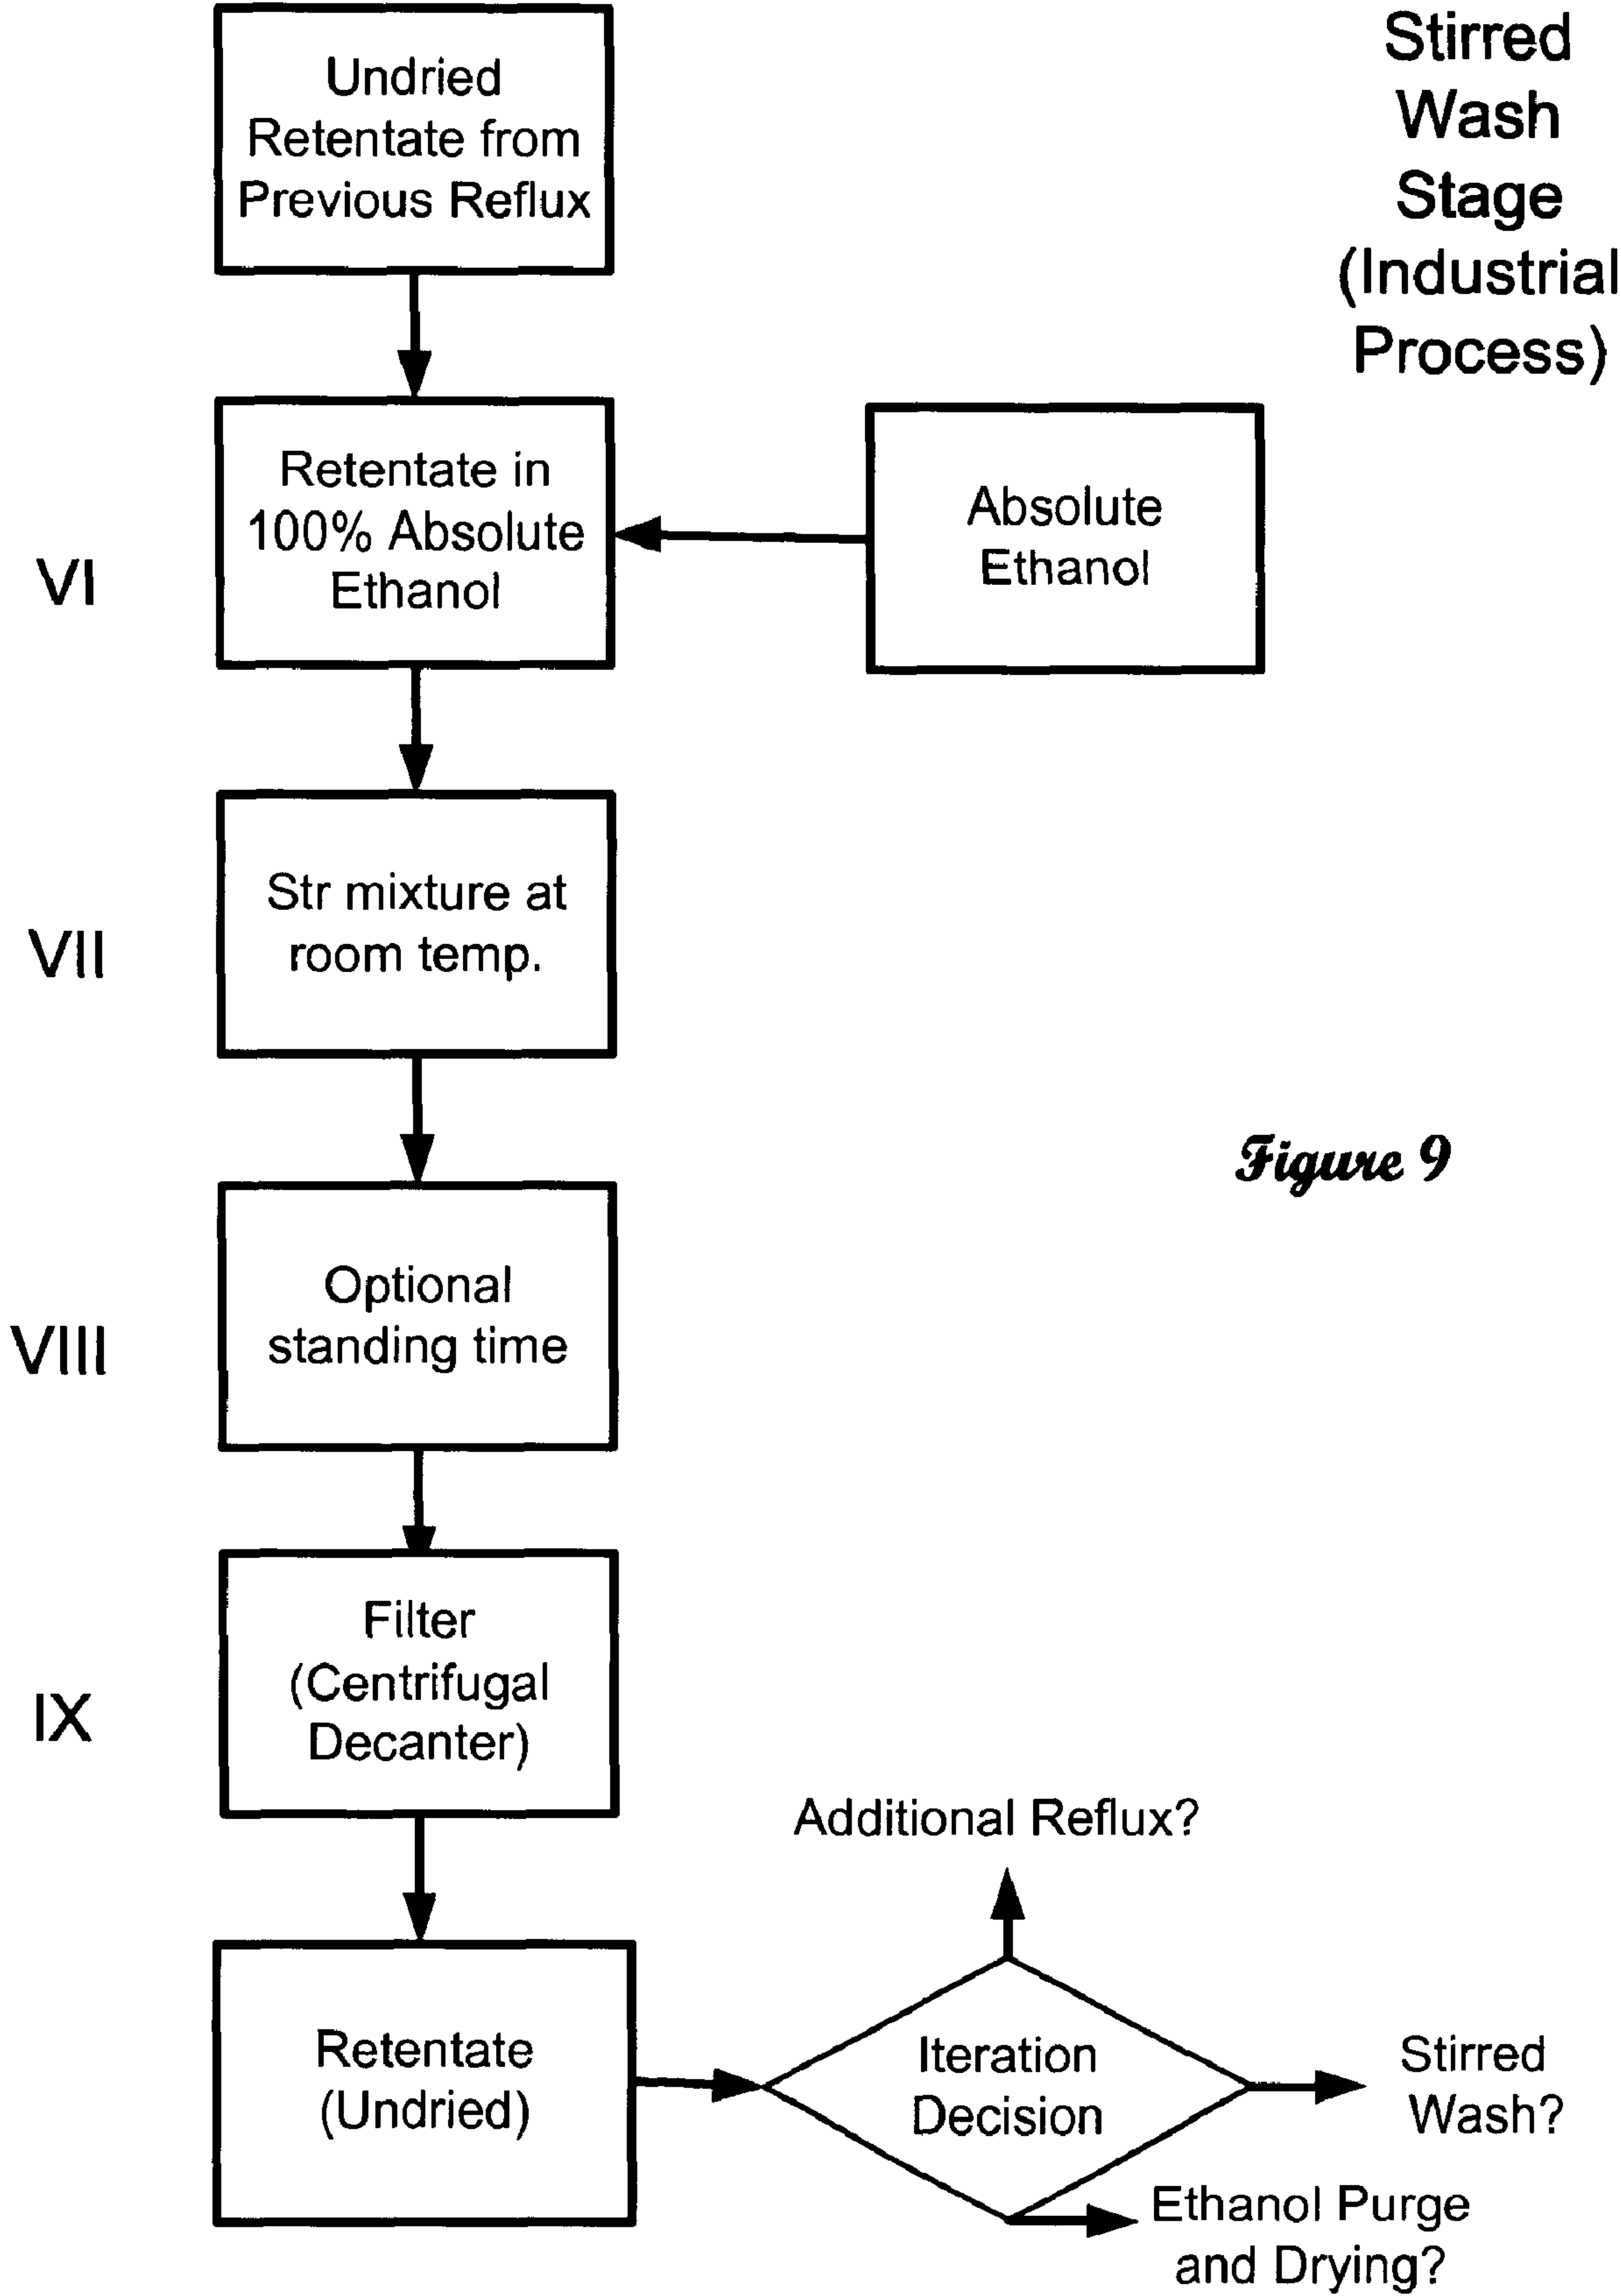 Stirred
Wash
Stage
(Industrial
Process)
Undried
Retentate from
Previous Reflux
VI
Retentate in
100% Absolute
Ethanol
Absolute
Ethanol
VII
Str mixture at
room temp.
Figure 9
VIII
Optional
standing time
IX
Filter
(Centrifugal
Decanter)
Additional Reflux?
Retentate
(Undried)
Iteration
Decision
Stirred
Wash?
Ethanol Purge
and Drying?